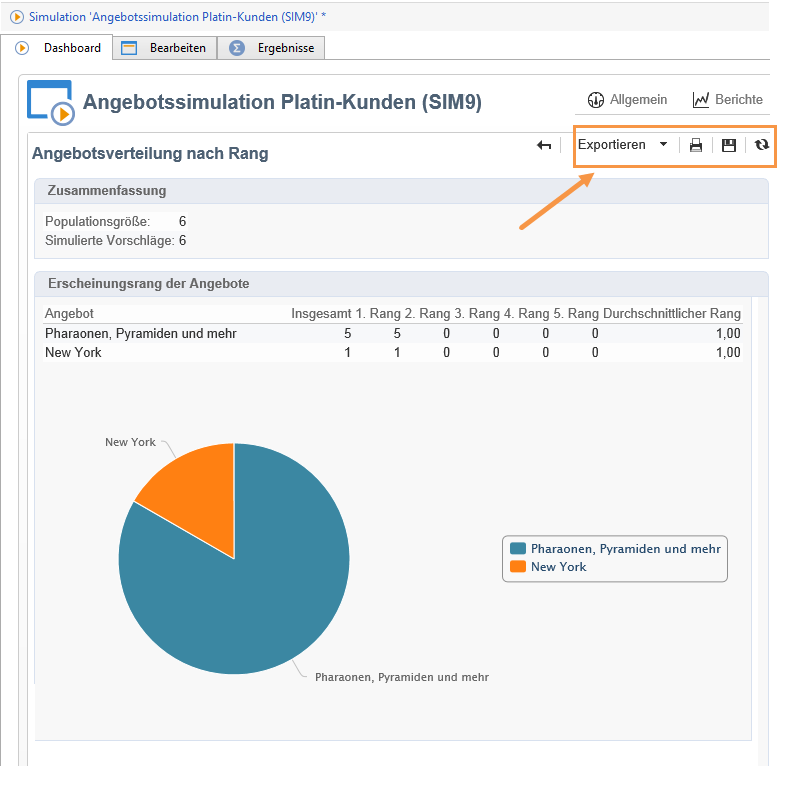 Simulation 'Angebotssimulation Platin-Kunden (SIM9)' *
Dashboard Bearbeiten Σ Ergebnisse
Angebotssimulation Platin-Kunden (SIM9) Allgemein Berichte
Angebotsverteilung nach Rang Exportieren
Zusammenfassung
Populationsgröße: 6
Simulierte Vorschläge: 6
Erscheinungsrang der Angebote
Angebot Insgesamt 1. Rang 2. Rang 3. Rang 4. Rang 5. Rang Durchschnittlicher Rang
Pharaonen, Pyramiden und mehr 5 5 0 0 0 0 1,00
New York 1 1 0 0 0 0 1,00
New York
Pharaonen, Pyramiden und mehr
New York
Pharaonen, Pyramiden und mehr